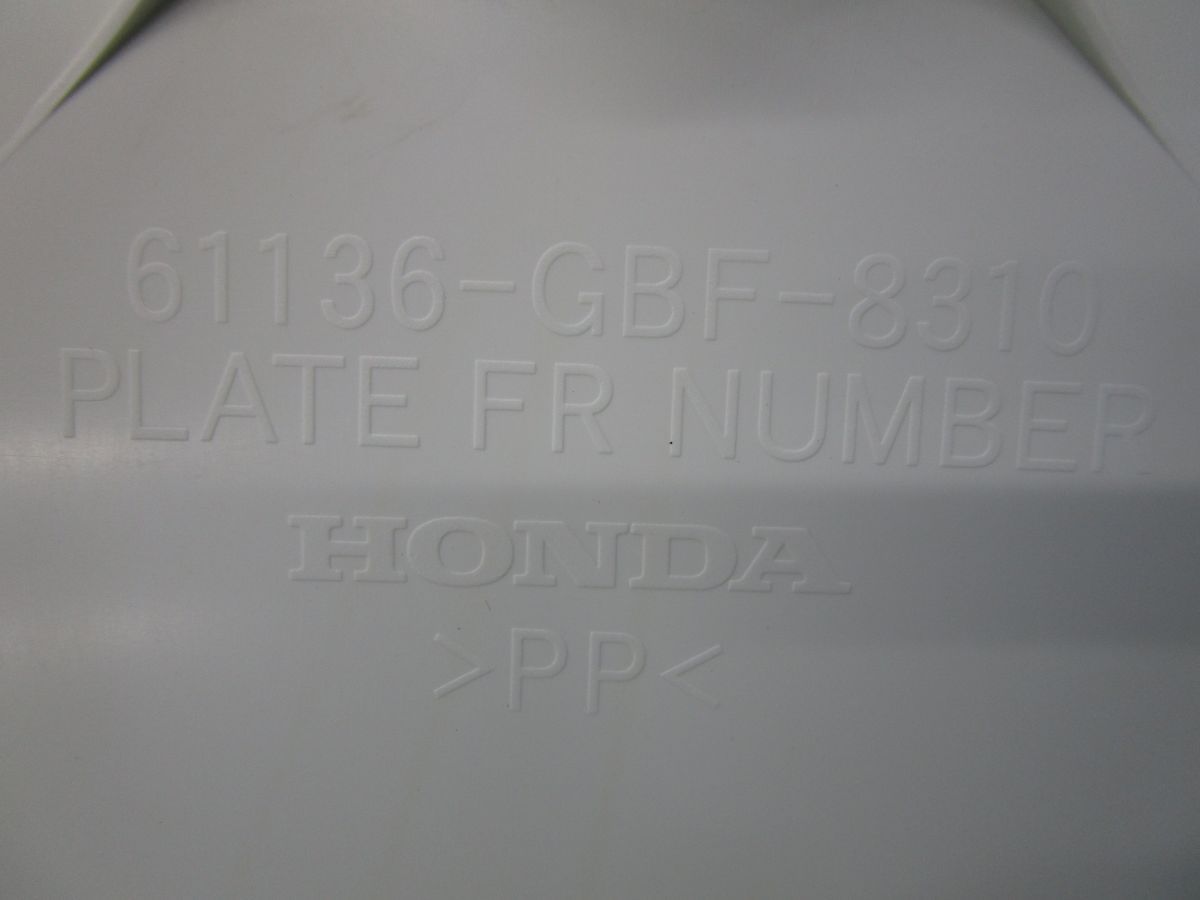 61136-GBF-8310
PLATE FR NUMBER
HONDA
>PP<